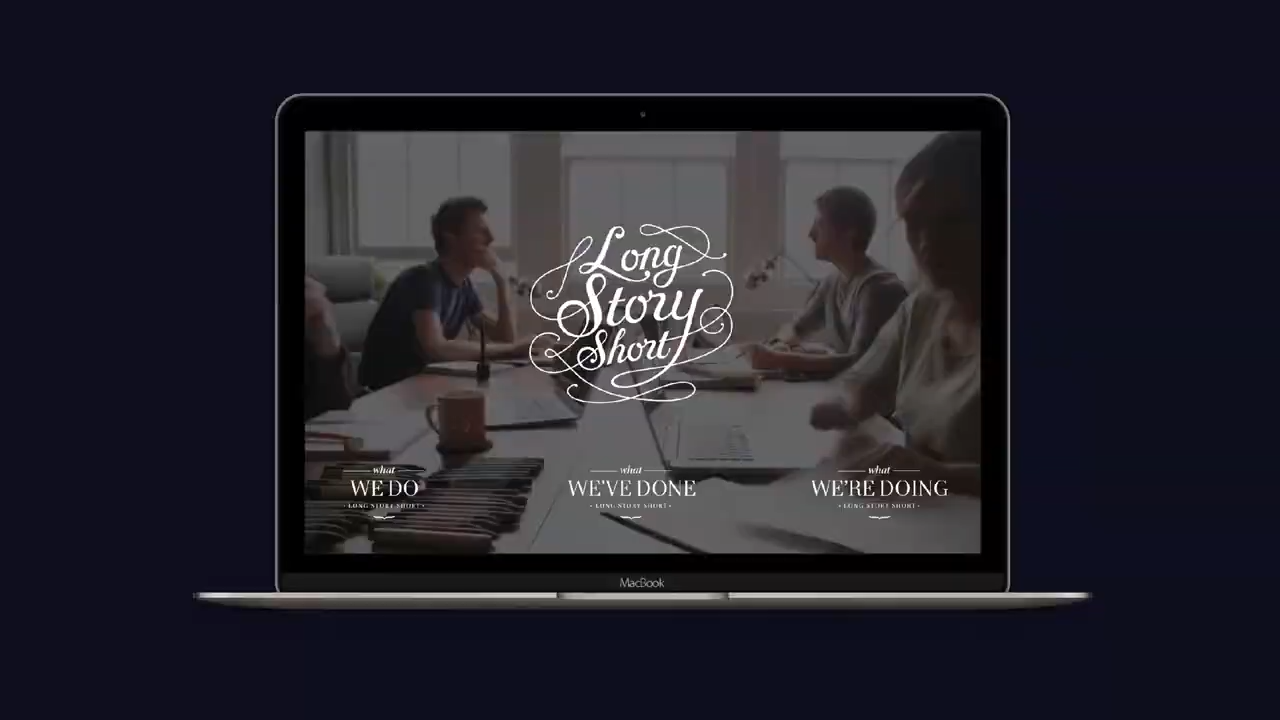 Long
Story
Short
what
WE DO
· LONG STORY SHORT ·
what
WE'VE DONE
· LONG STORY SHORT ·
what
WE'RE DOING
· LONG STORY SHORT ·
MacBook